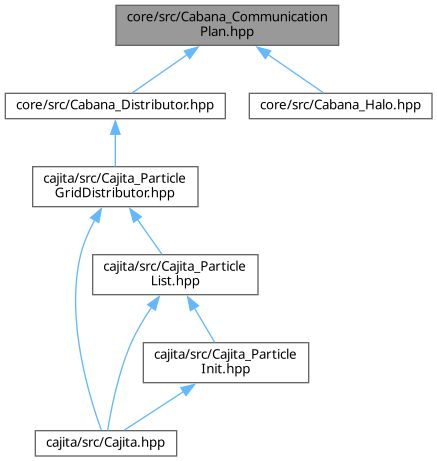 core/src/Cabana_Communication
Plan.hpp
core/src/Cabana_Distributor.hpp
core/src/Cabana_Halo.hpp
cajita/src/Cajita_Particle
GridDistributor.hpp
cajita/src/Cajita_Particle
List.hpp
cajita/src/Cajita_Particle
Init.hpp
cajita/src/Cajita.hpp